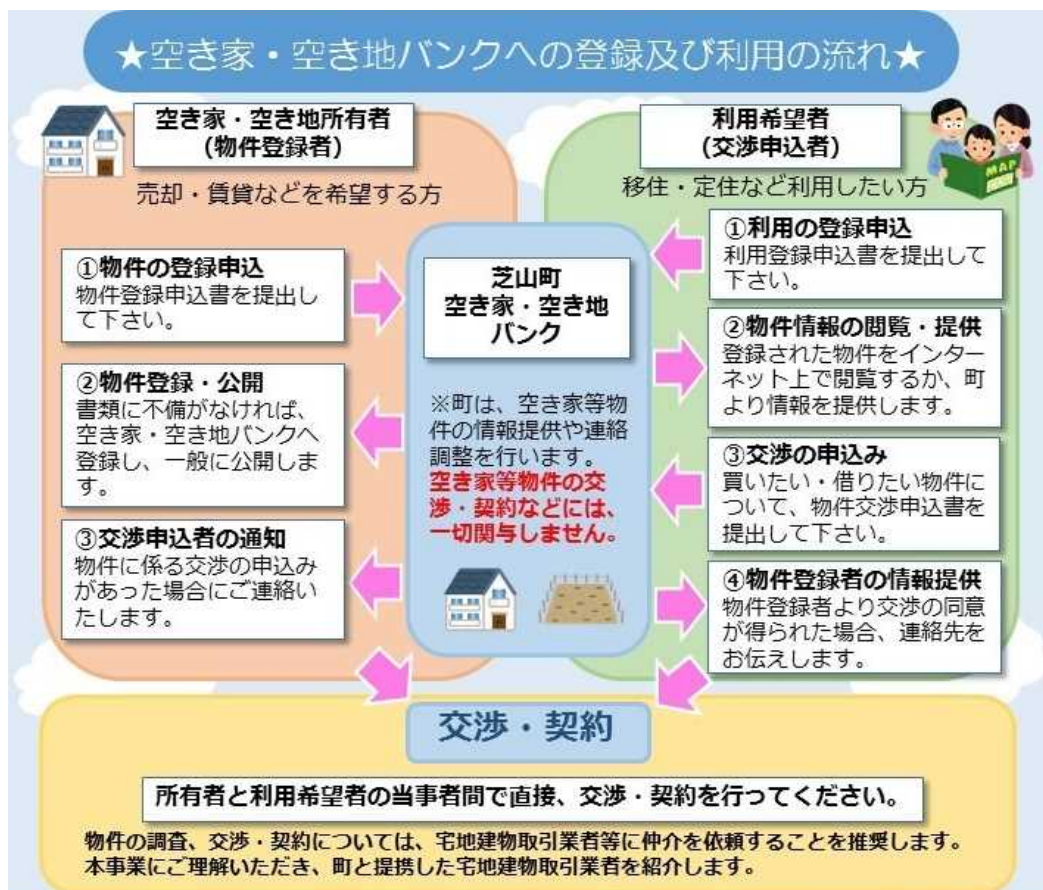 ★空き家・空き地バンクへの登録及び利用の流れ★
空き家・空き地所有者
(物件登録者)
売却・賃貸などを希望する方
①物件の登録申込
物件登録申込書を提出し
て下さい。
②物件登録・公開
書類に不備がなければ、
空き家・空き地バンクへ
登録し、一般に公開しま
す。
③交渉申込者の通知
物件に係る交渉の申込み
があった場合にご連絡い
たします。
芝山町
空き家・空き地
バンク
※町は、空き家等物
件の情報提供や連絡
調整を行います。
空き家等物件の交
渉・契約などには、
一切関与しません。
利用希望者
(交渉申込者)
MAP
移住・定住など利用したい方
①利用の登録申込
利用登録申込書を提出して
下さい。
②物件情報の閲覧・提供
登録された物件をインター
ネット上で閲覧するか、町
より情報を提供します。
③交渉の申込み
買いたい・借りたい物件に
ついて、物件交渉申込書を
提出して下さい。
④物件登録者の情報提供
物件登録者より交渉の同意
が得られた場合、連絡先を
お伝えします。
交渉・契約
所有者と利用希望者の当事者間で直接、交渉・契約を行ってください。
物件の調査、交渉・契約については、宅地建物取引業者等に仲介を依頼することを推奨します。
本事業にご理解いただき、町と提携した宅地建物取引業者を紹介します。